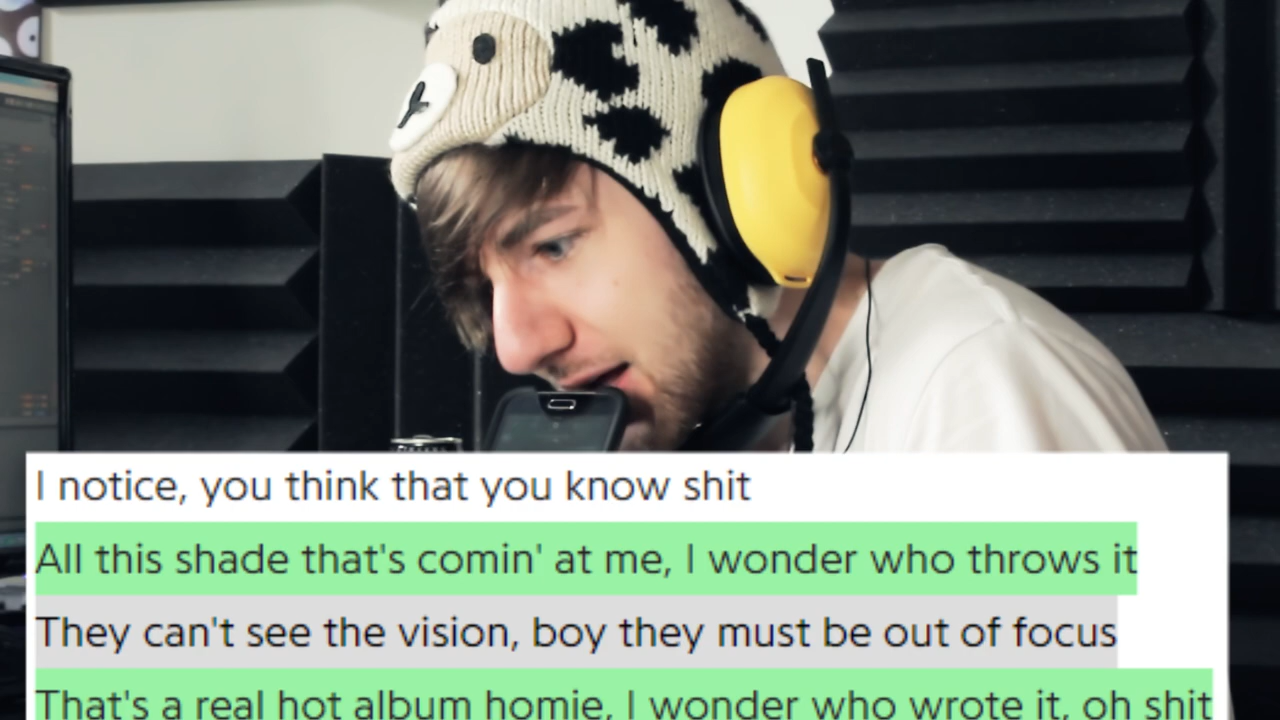 I notice, you think that you know shit
All this shade that's comin' at me, I wonder who throws it
They can't see the vision, boy they must be out of focus
That's a real hot album homie, I wonder who wrote it, oh shit